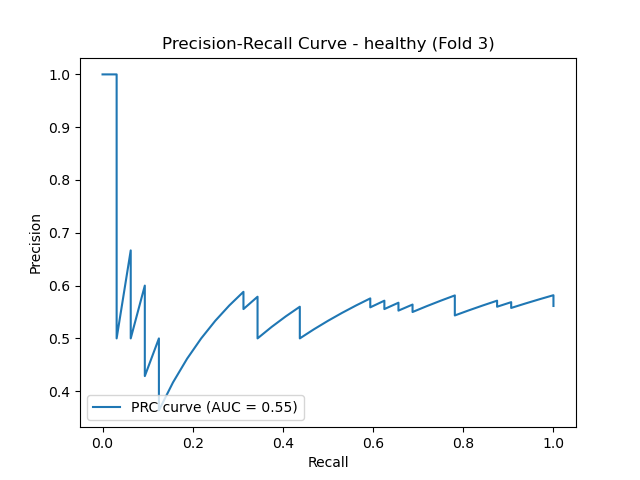 Precision-Recall Curve - healthy (Fold 3)
1.0
0.9
0.8
0.7
0.6
0.5
0.4
Precision
PRC curve (AUC = 0.55)
0.0 0.2 0.4 0.6 0.8 1.0
Recall